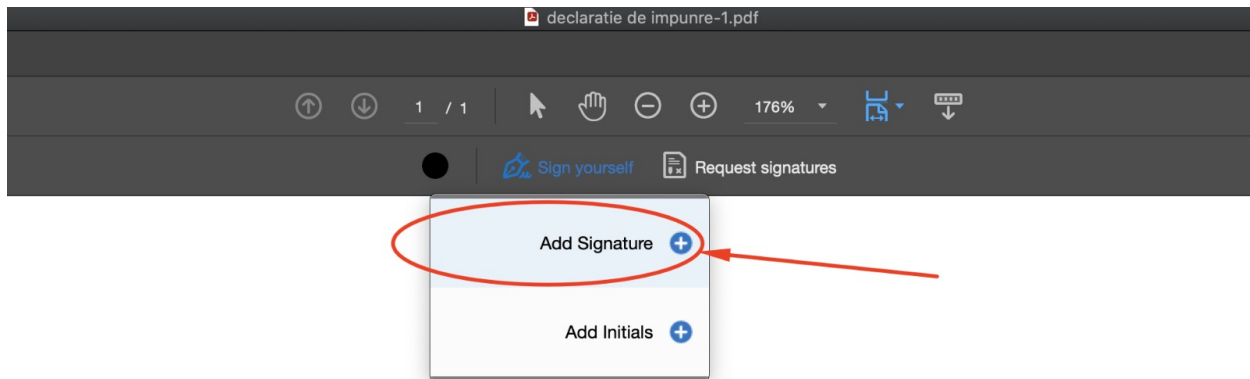 declaratie de impunre-1.pdf
1 / 1 176%
Sign yourself Request signatures
Add Signature
Add Initials